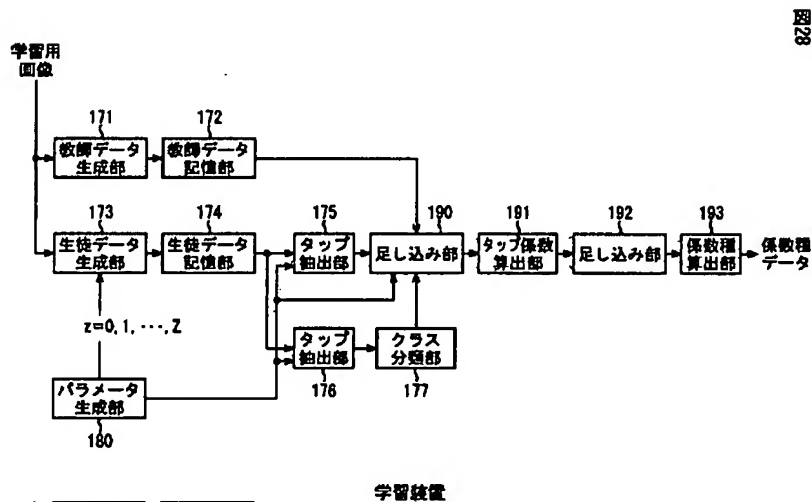 図28
学習用
画像
171
教師データ
生成部
172
教師データ
記憶部
173
生徒データ
生成部
174
生徒データ
記憶部
175
タップ
抽出部
190
足し込み部
191
タップ係数
算出部
192
足し込み部
193
係数種
算出部
係数種
データ
z=0, 1, ···, Z
タップ
抽出部
176
クラス
分類部
177
パラメータ
生成部
180
学習装置